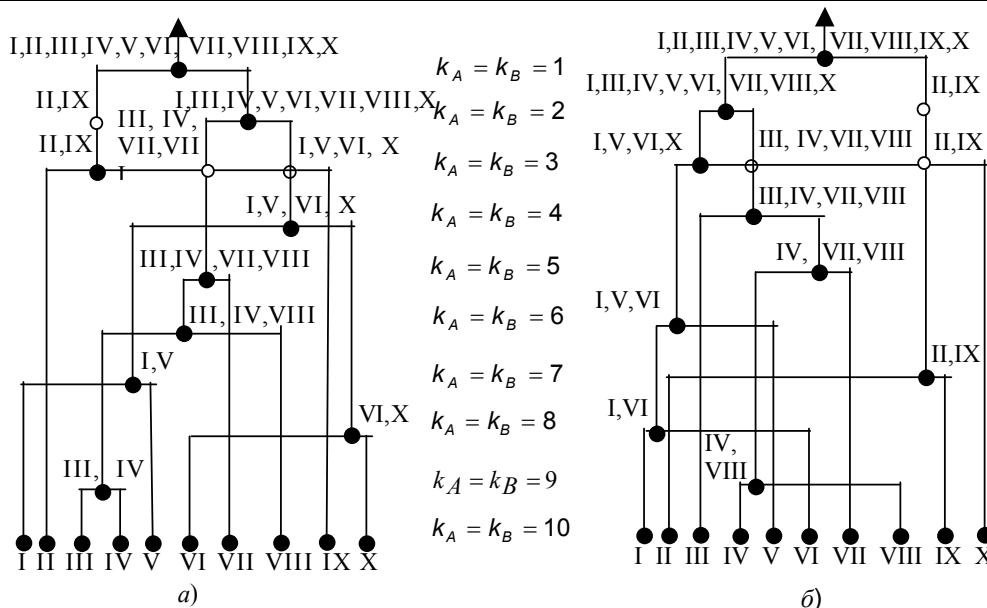 I,II,III,IV,V,VI, VII,VIII,IX,X
II,IX
I,III,IV,V,VI,VII,VIII,X
III, IV,
VII,VII
I
II,IX
I,V,VI, X
I,V, VI, X
III,IV, VII,VIII
III, IV,VIII
I,V
VI,X
III, IV
I II III IV V VI VII VIII IX X
а)
k_A = k_B = 1
k_A = k_B = 2
k_A = k_B = 3
k_A = k_B = 4
k_A = k_B = 5
k_A = k_B = 6
k_A = k_B = 7
k_A = k_B = 8
k_A = k_B = 9
k_A = k_B = 10
I,II,III,IV,V,VI, VII,VIII,IX,X
I,III,IV,V,VI, VII,VIII,X
II,IX
I,V,VI,X
III, IV,VII,VIII
II,IX
III,IV,VII,VIII
IV, VII,VIII
I,V,VI
II,IX
I,VI
IV,
VIII
I II III IV V VI VII VIII IX X
б)